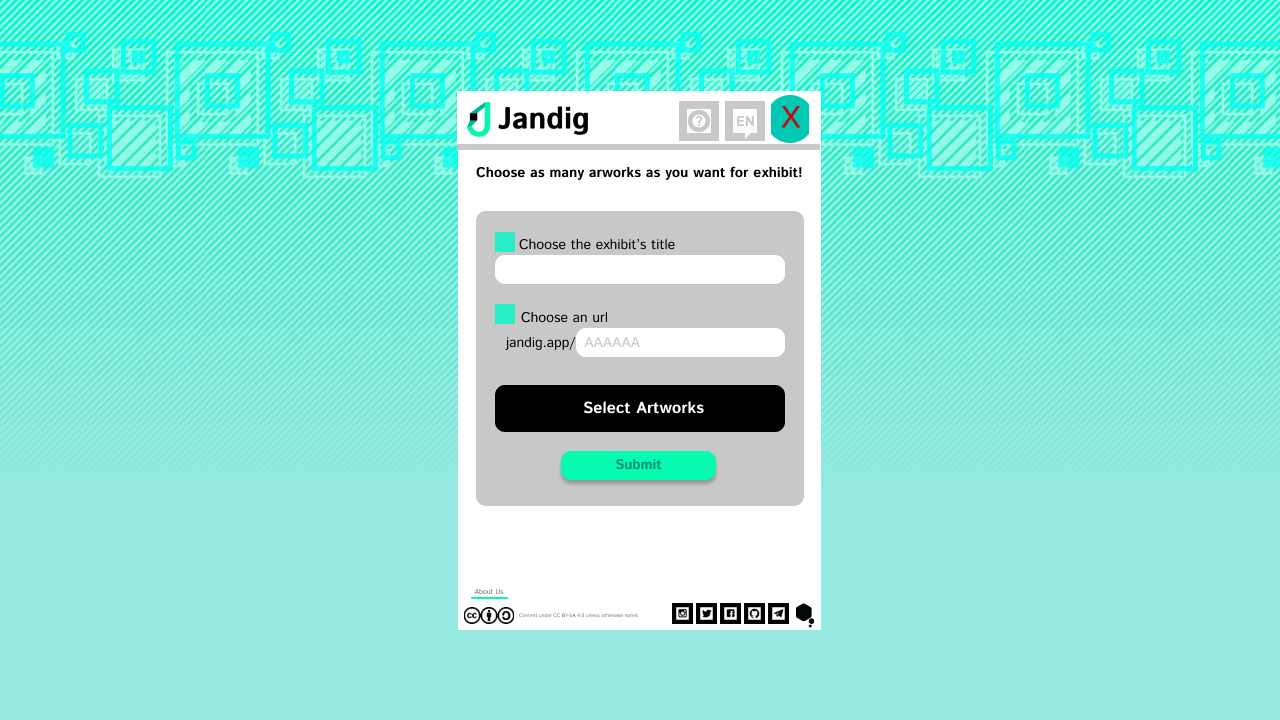 Jandig
?
EN
X
Choose as many arworks as you want for exhibit!
Choose the exhibit's title
Choose an url
jandig.app/
AAAAAA
Select Artworks
Submit
About Us
cc
Content under CC BY-SA 4.0 unless otherwise noted.